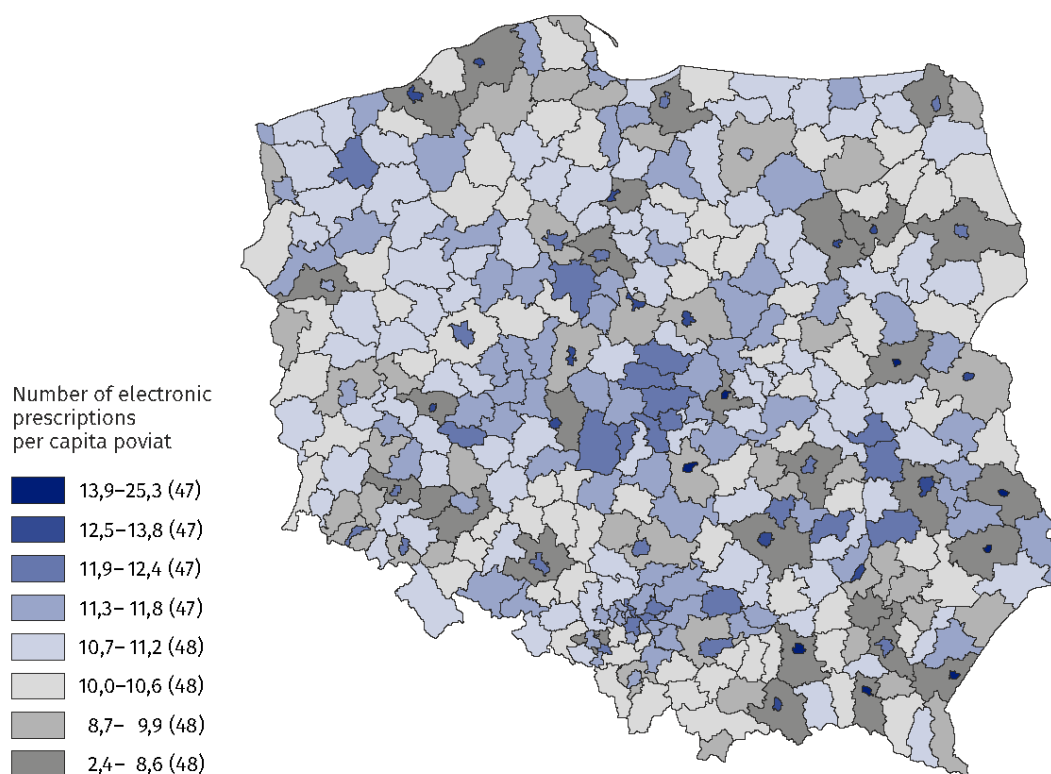 Number of electronic
prescriptions
per capita poviat
13,9–25,3 (47)
12,5–13,8 (47)
11,9–12,4 (47)
11,3– 11,8 (47)
10,7– 11,2 (48)
10,0–10,6 (48)
8,7– 9,9 (48)
2,4– 8,6 (48)